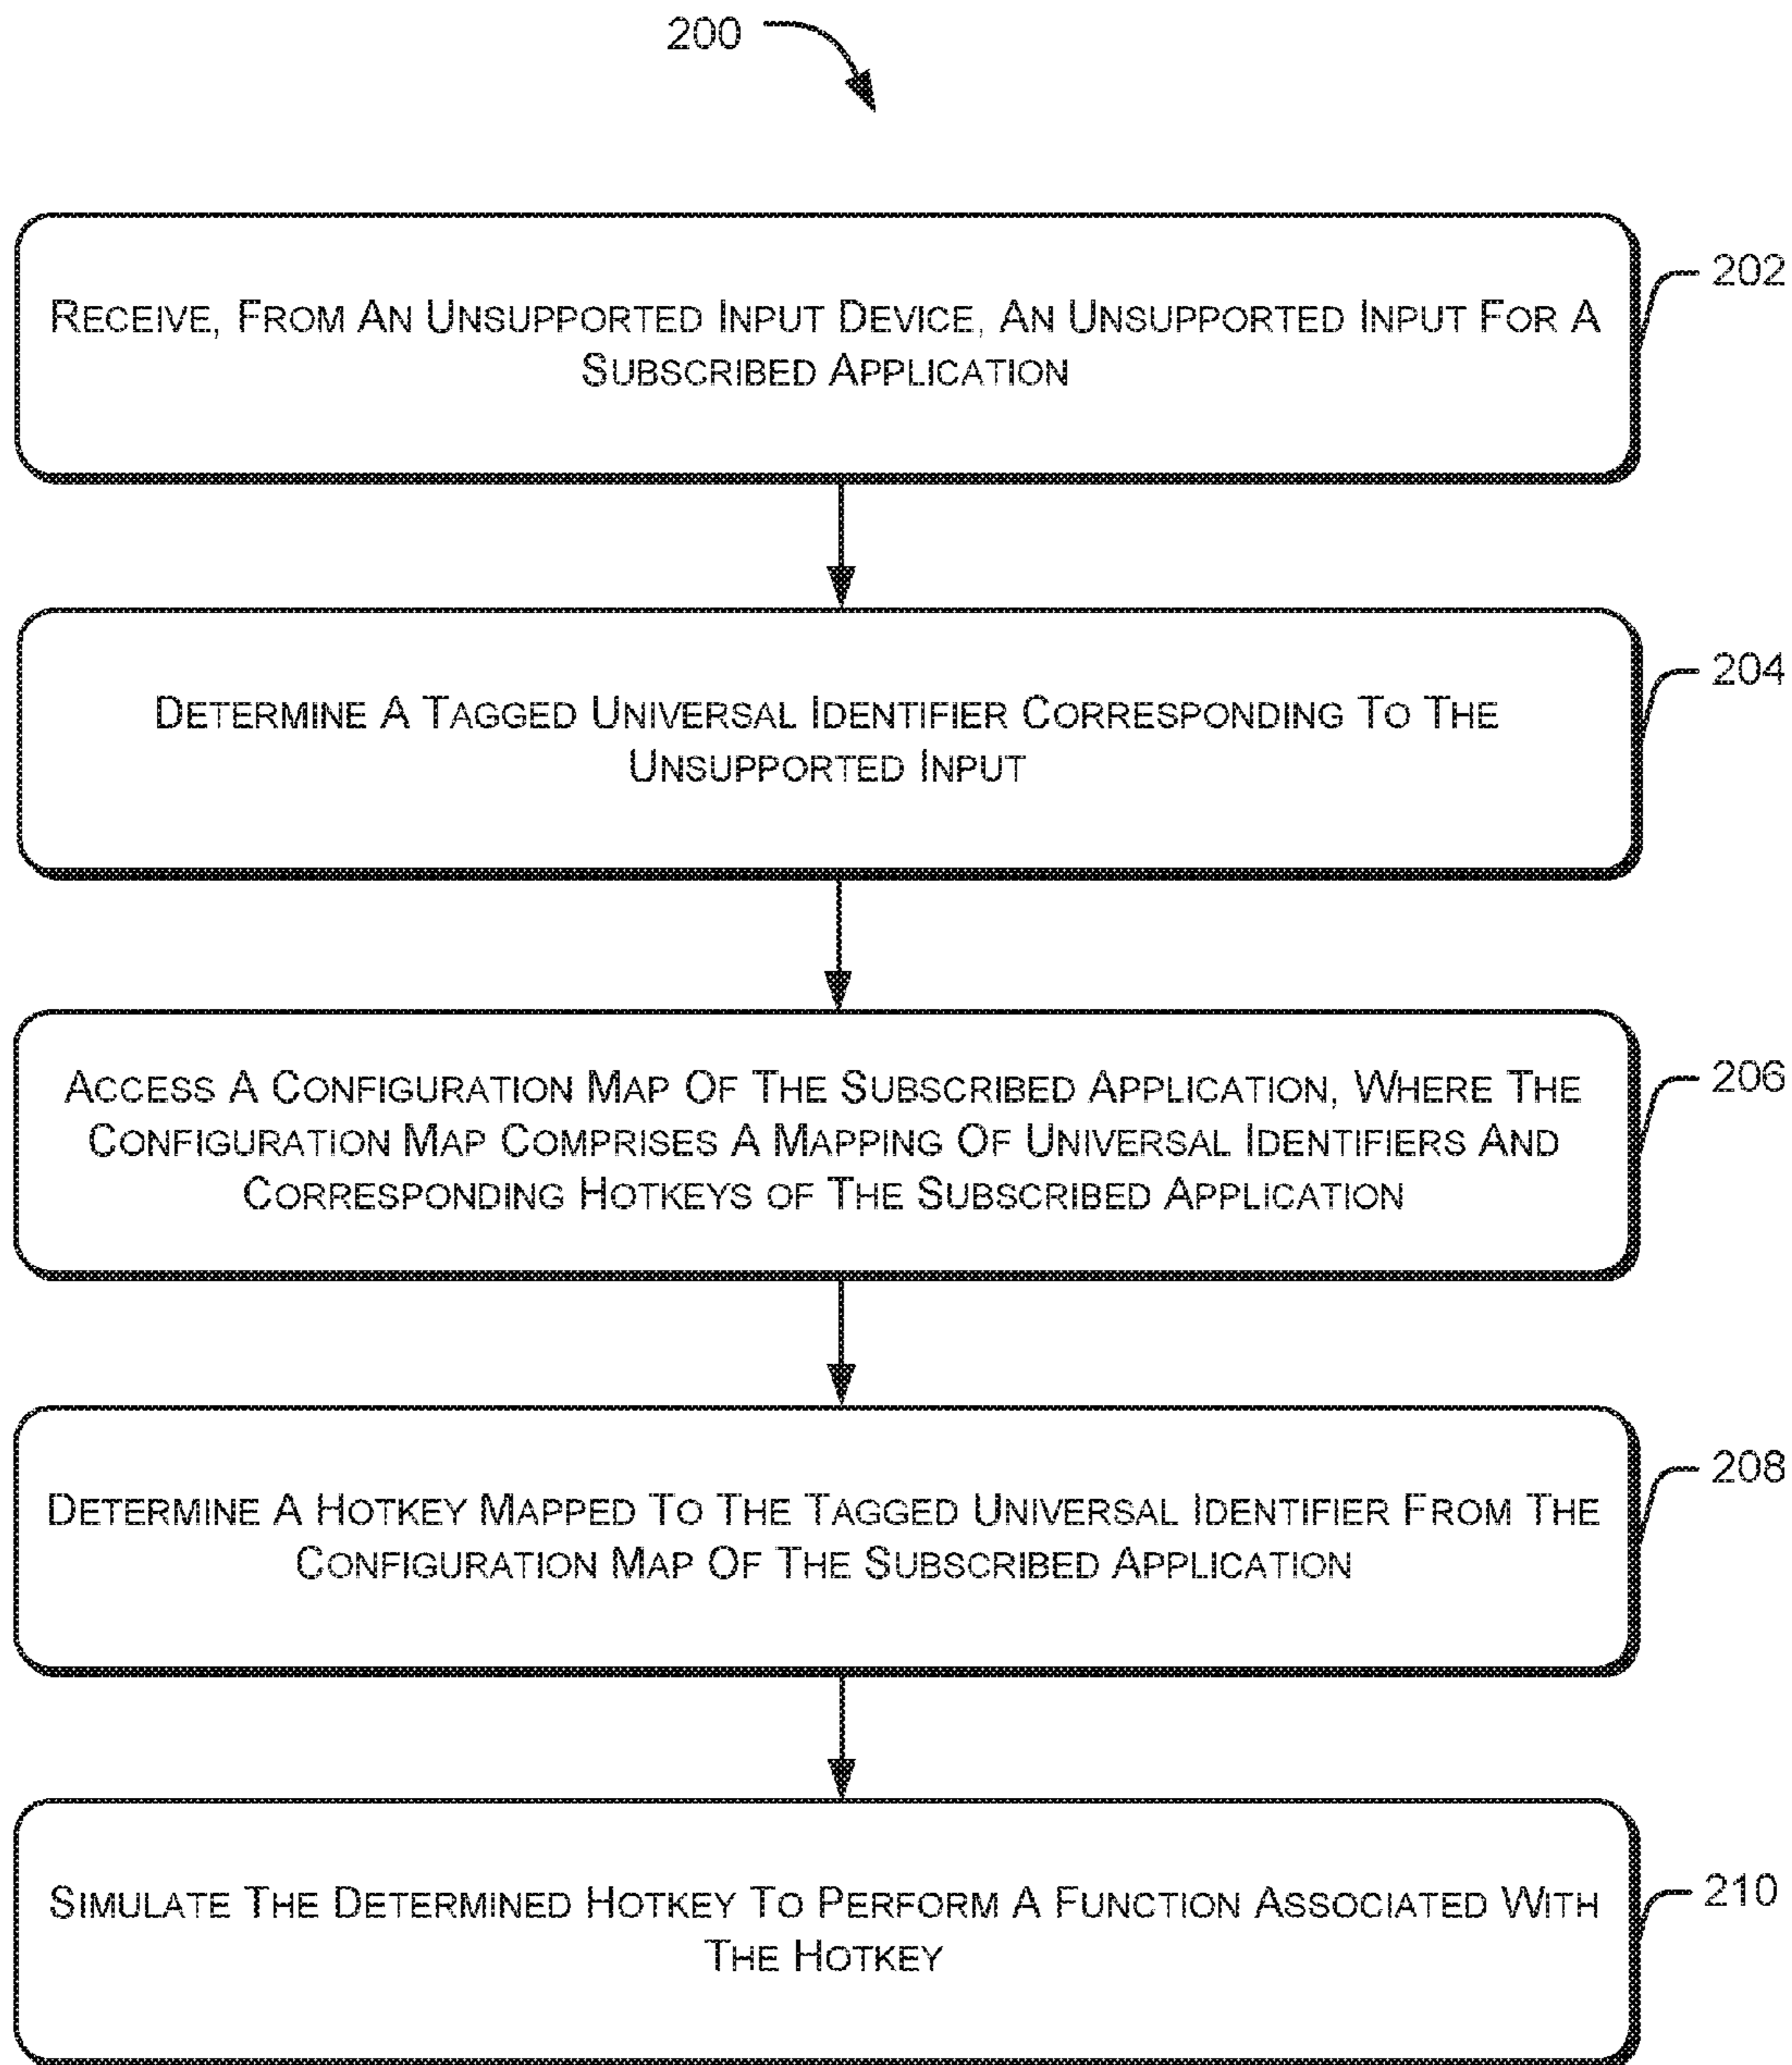 200
RECEIVE, FROM AN UNSUPPORTED INPUT DEVICE, AN UNSUPPORTED INPUT FOR A
SUBSCRIBED APPLICATION
202
DETERMINE A TAGGED UNIVERSAL IDENTIFIER CORRESPONDING TO THE
UNSUPPORTED INPUT
204
ACCESS A CONFIGURATION MAP OF THE SUBSCRIBED APPLICATION, WHERE THE
CONFIGURATION MAP COMPRISES A MAPPING OF UNIVERSAL IDENTIFIERS AND
CORRESPONDING HOTKEYS OF THE SUBSCRIBED APPLICATION
206
DETERMINE A HOTKEY MAPPED TO THE TAGGED UNIVERSAL IDENTIFIER FROM THE
CONFIGURATION MAP OF THE SUBSCRIBED APPLICATION
208
SIMULATE THE DETERMINED HOTKEY TO PERFORM A FUNCTION ASSOCIATED WITH
THE HOTKEY
210